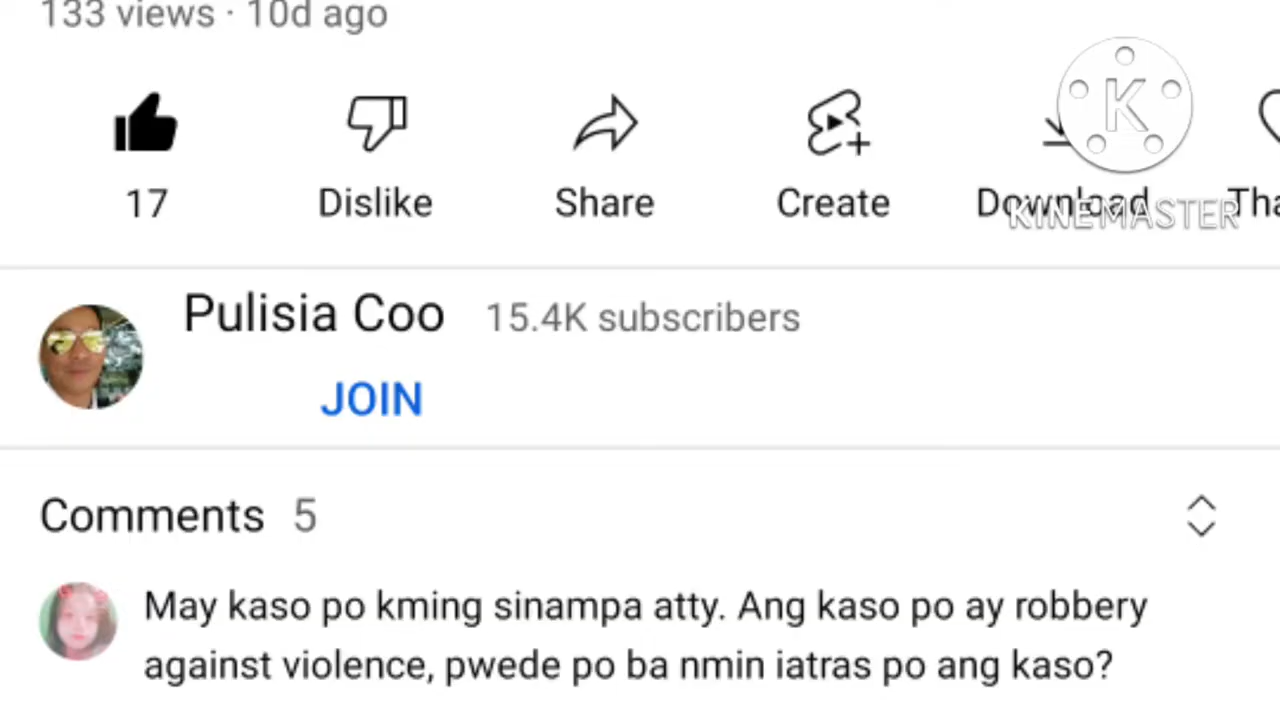 133 views · 10d ago
17
Dislike
Share
Create
Download
K
KINEMASTER
Pulisia Coo 15.4K subscribers
JOIN
Comments 5
May kaso po kming sinampa atty. Ang kaso po ay robbery
against violence, pwede po ba nmin iatras po ang kaso?